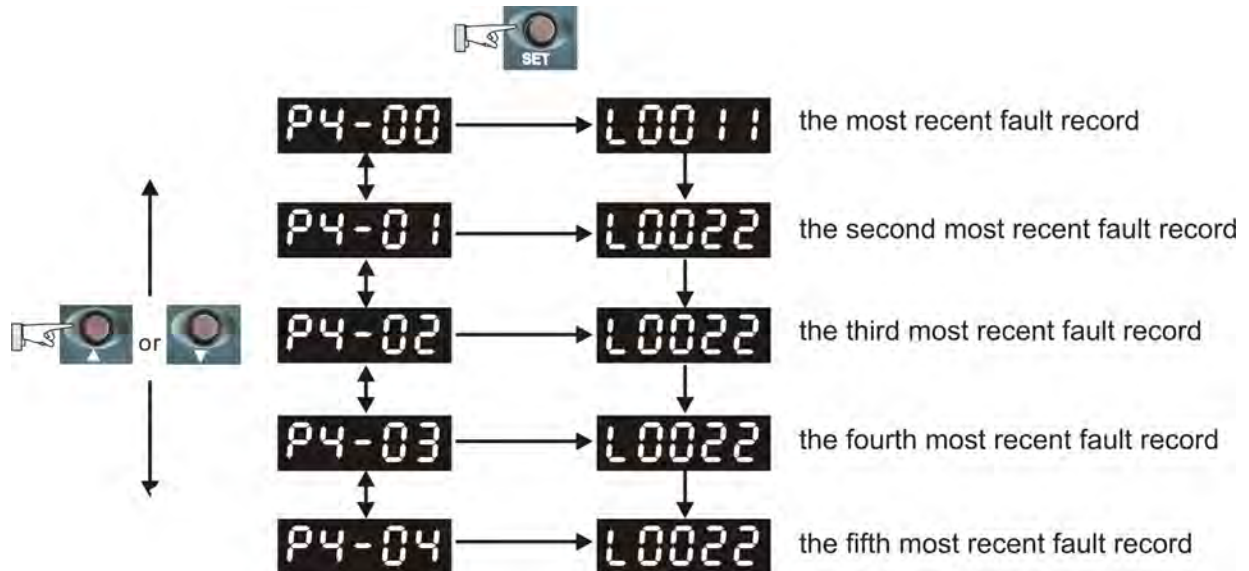 SET
P4-00 L0011 the most recent fault record
P4-01 L0022 the second most recent fault record
or
P4-02 L0022 the third most recent fault record
P4-03 L0022 the fourth most recent fault record
P4-04 L0022 the fifth most recent fault record